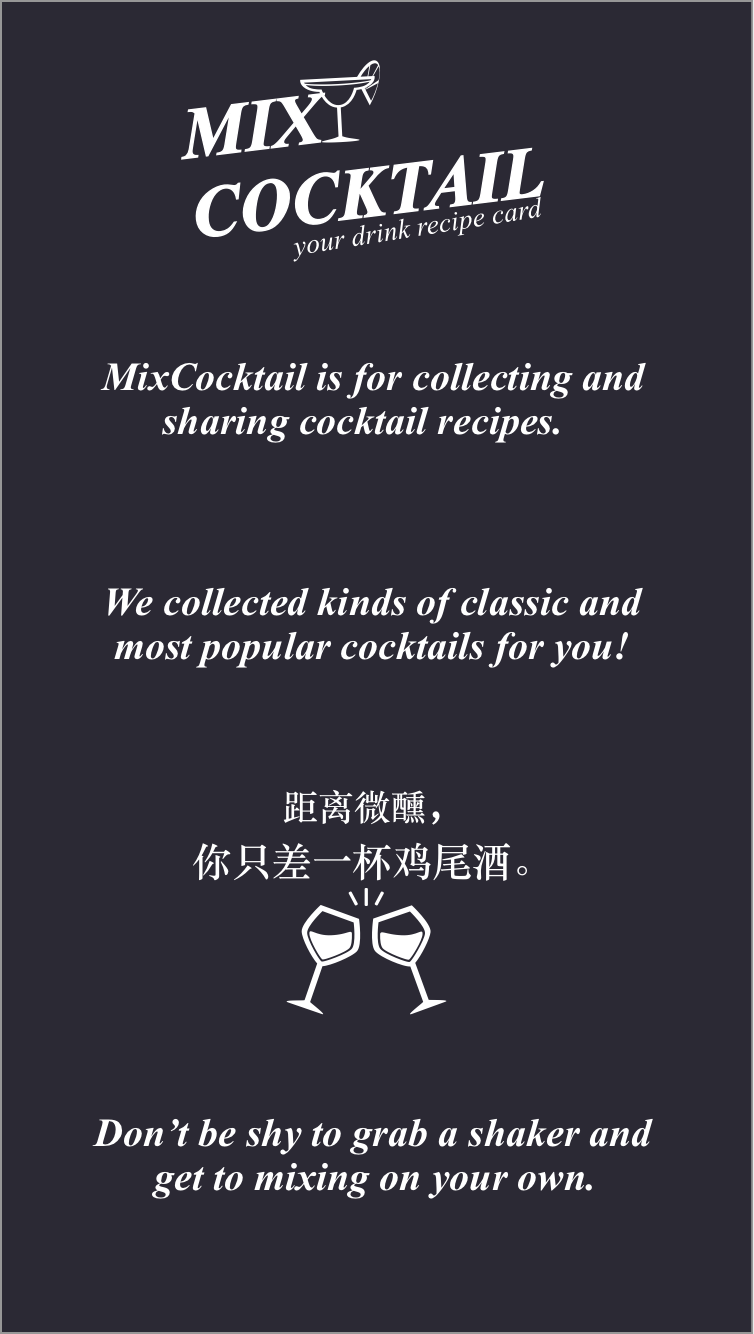 MIX
COCKTAIL
your drink recipe card
MixCocktail is for collecting and
sharing cocktail recipes.
We collected kinds of classic and
most popular cocktails for you!
距离微醺，
你只差一杯鸡尾酒。
Don’t be shy to grab a shaker and
get to mixing on your own.